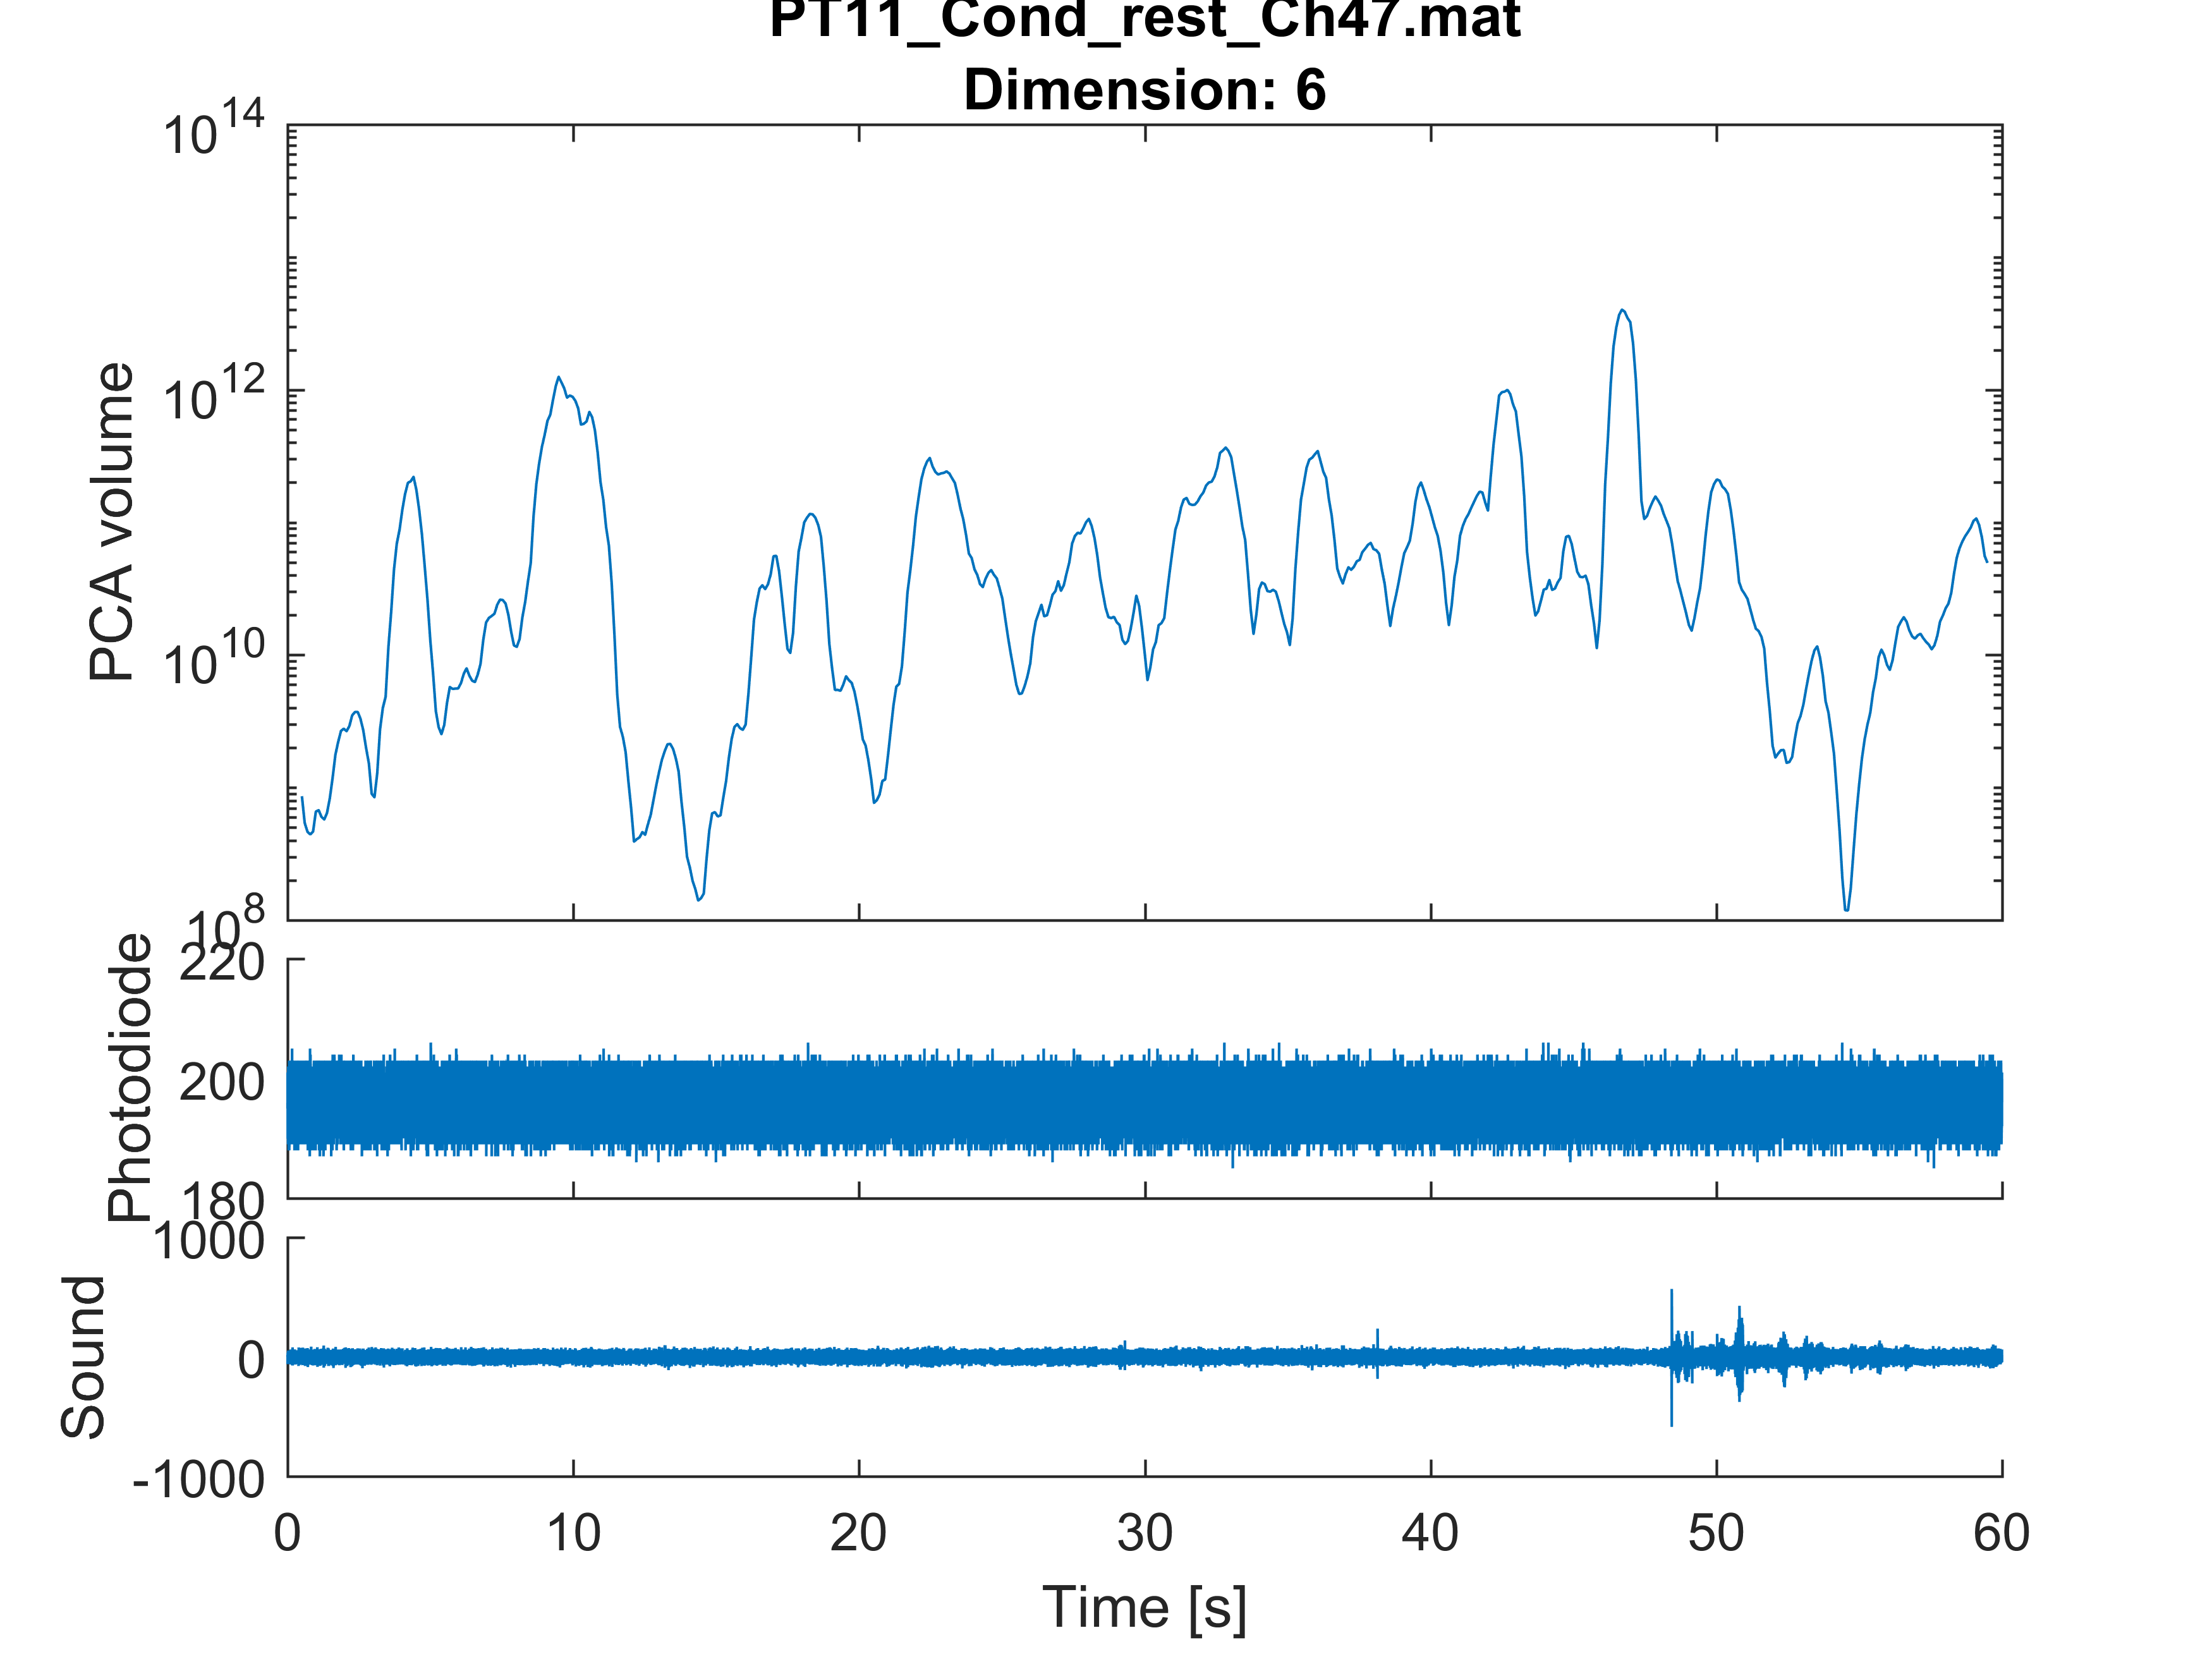 PT11_Cond_rest_Ch47.mat
Dimension: 6
10^14
10^12
10^10
10^8
PCA volume
220
200
180
Photodiode
1000
0
-1000
Sound
0 10 20 30 40 50 60
Time [s]